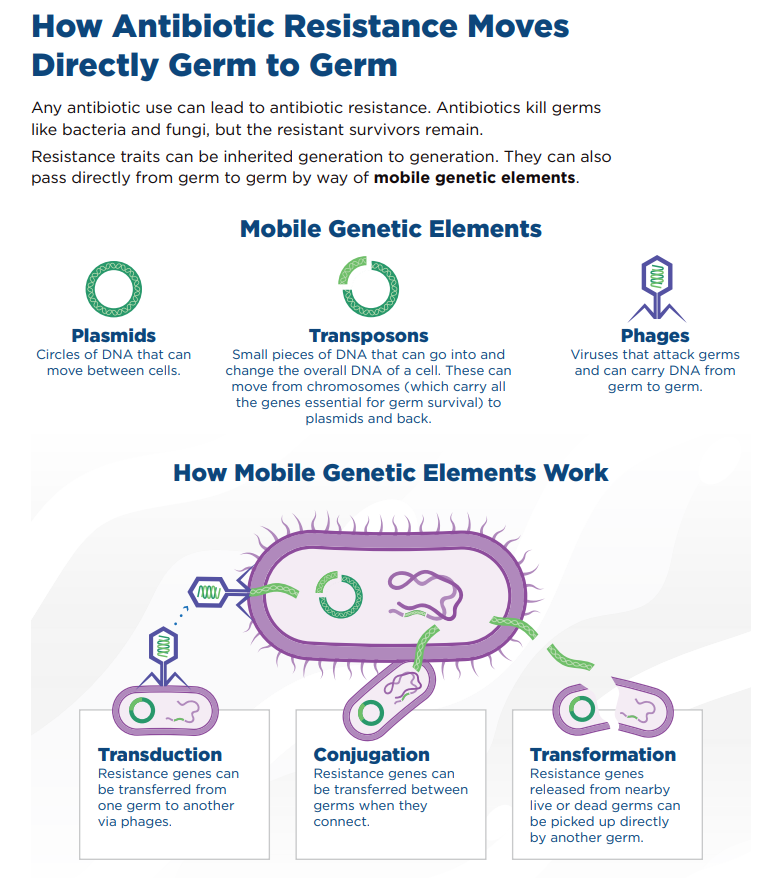 How Antibiotic Resistance Moves
Directly Germ to Germ
Any antibiotic use can lead to antibiotic resistance. Antibiotics kill germs
like bacteria and fungi, but the resistant survivors remain.
Resistance traits can be inherited generation to generation. They can also
pass directly from germ to germ by way of mobile genetic elements.
Mobile Genetic Elements
Plasmids
Circles of DNA that can
move between cells.
Transposons
Small pieces of DNA that can go into and
change the overall DNA of a cell. These can
move from chromosomes (which carry all
the genes essential for germ survival) to
plasmids and back.
Phages
Viruses that attack germs
and can carry DNA from
germ to germ.
How Mobile Genetic Elements Work
Transduction
Resistance genes can
be transferred from
one germ to another
via phages.
Conjugation
Resistance genes can
be transferred between
germs when they
connect.
Transformation
Resistance genes
released from nearby
live or dead germs can
be picked up directly
by another germ.